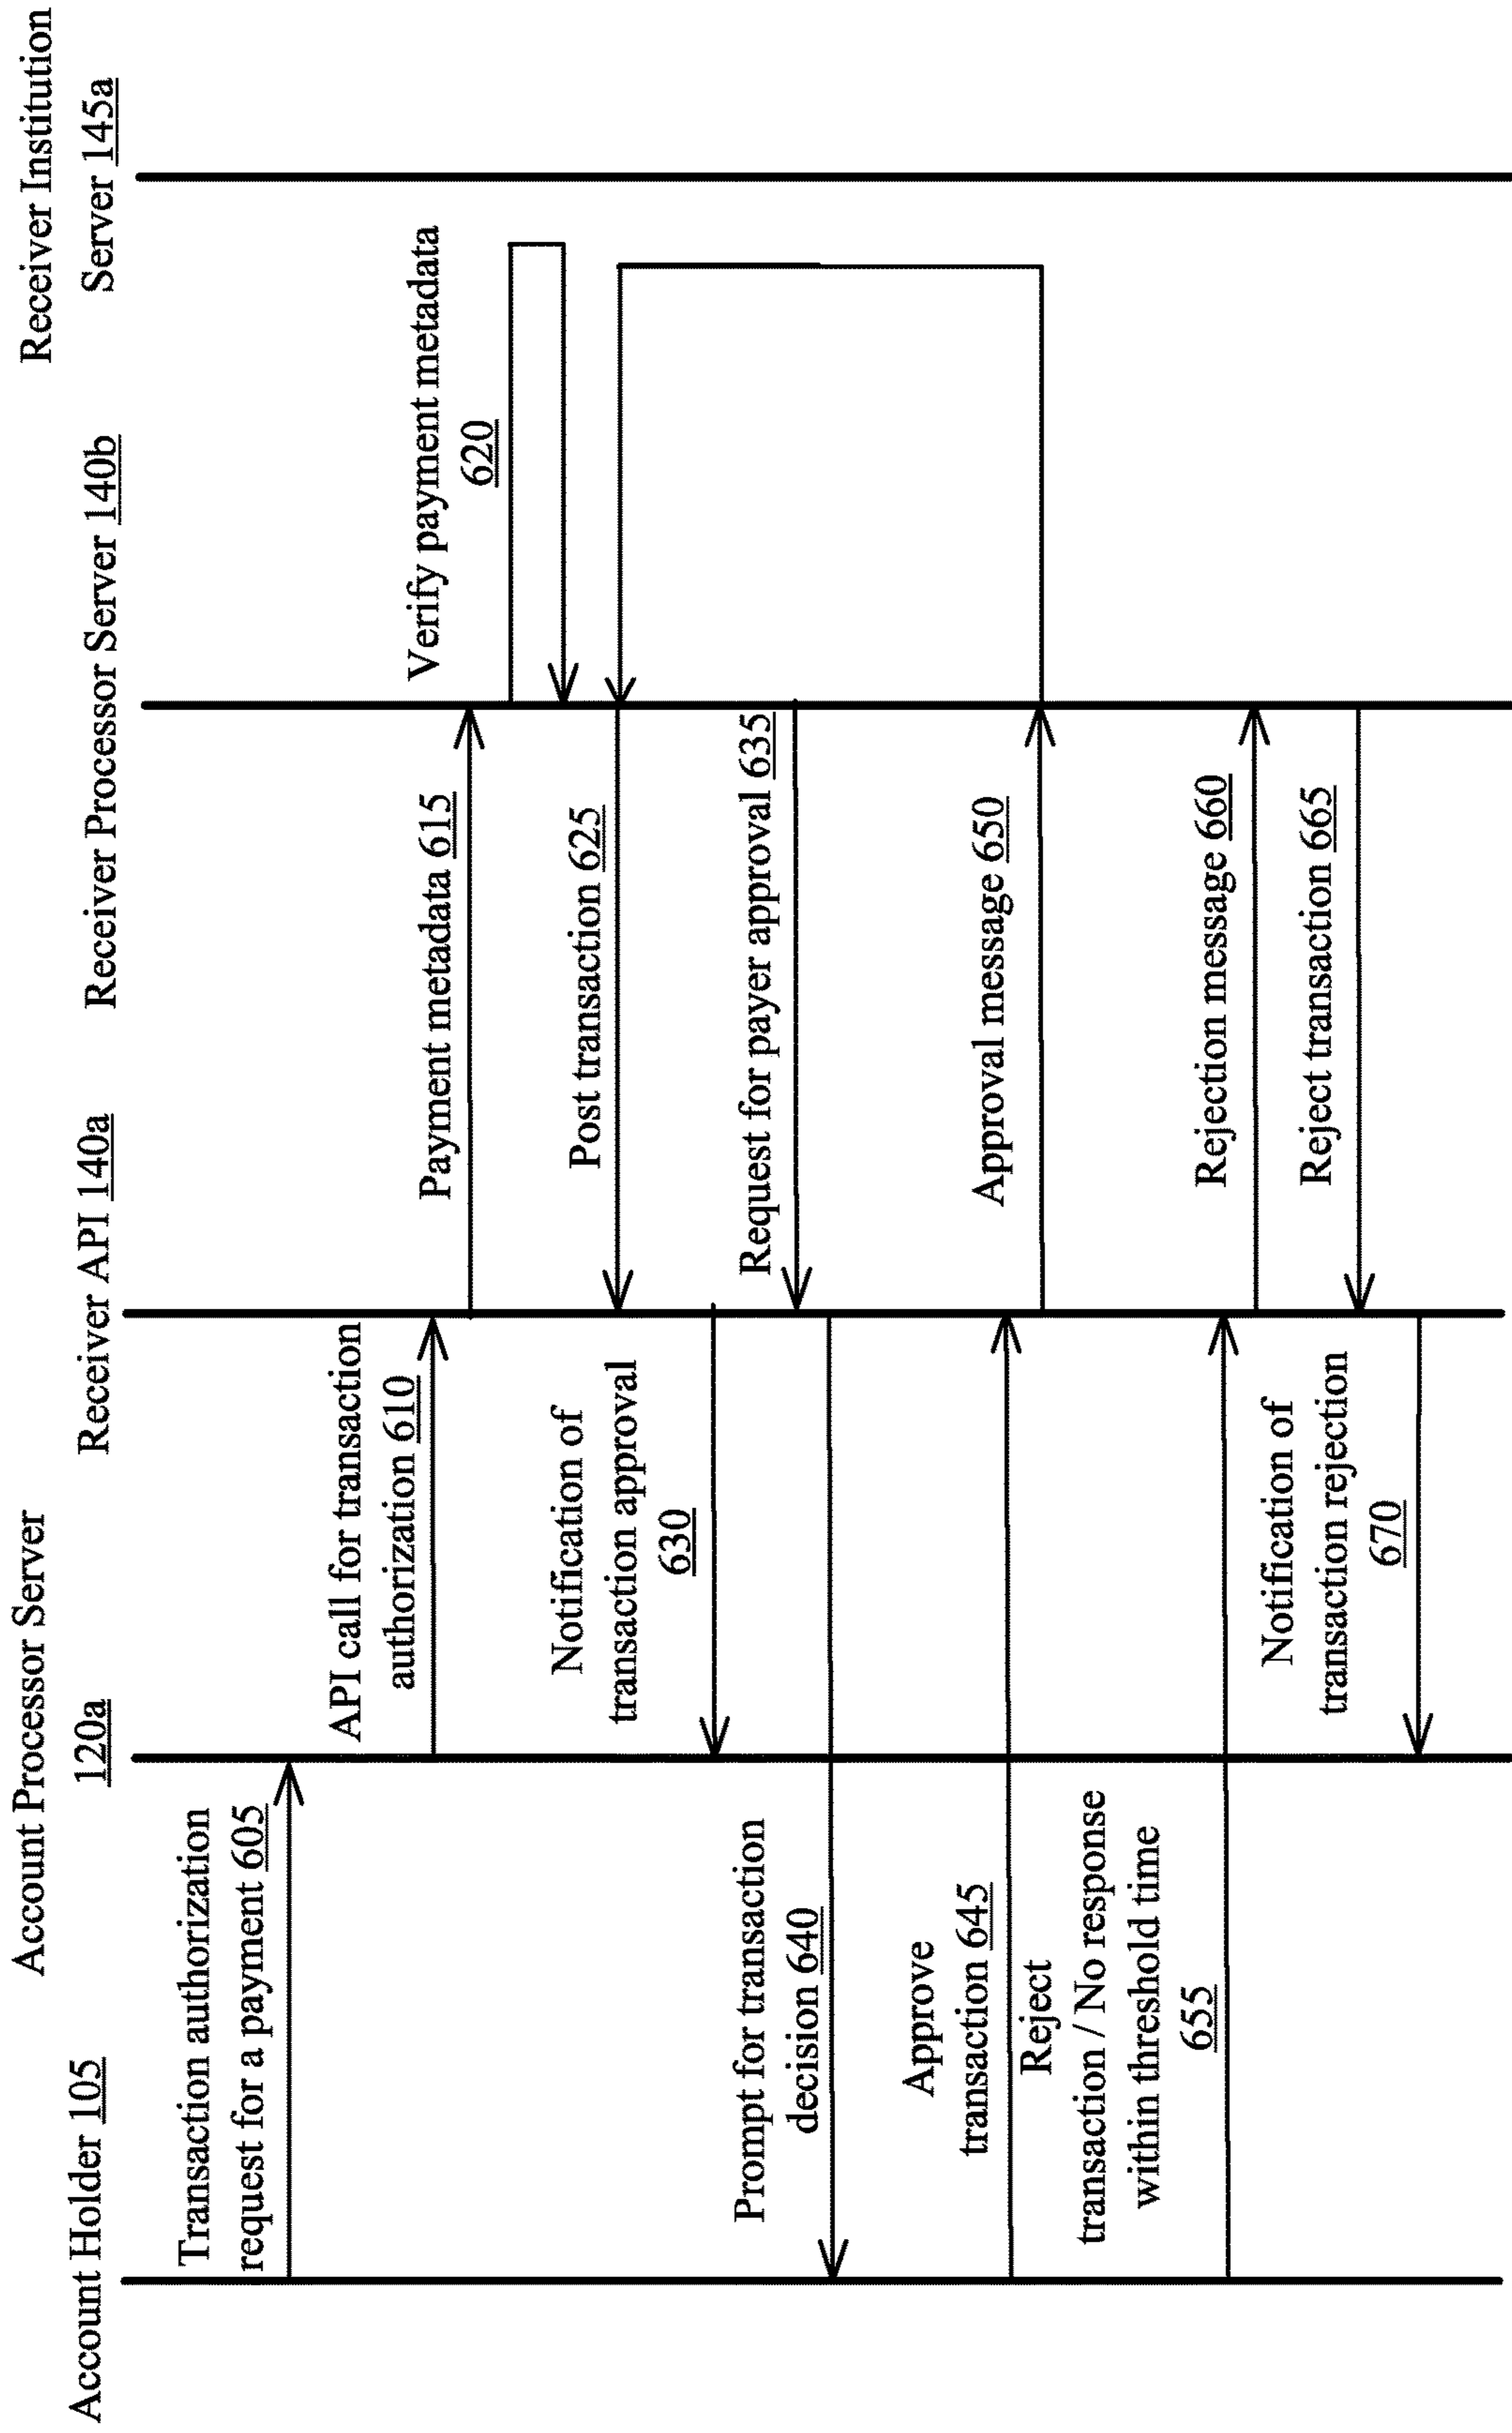 Account Holder 105
Account Processor Server
120a
Receiver API 140a
Receiver Processor Server 140b
Receiver Institution
Server 145a
Transaction authorization
request for a payment 605
API call for transaction
authorization 610
Payment metadata 615
Verify payment metadata
620
Post transaction 625
Notification of
transaction approval
630
Request for payer approval 635
Prompt for transaction
decision 640
Approve
transaction 645
Approval message 650
Reject
transaction / No response
within threshold time
655
Rejection message 660
Reject transaction 665
Notification of
transaction rejection
670